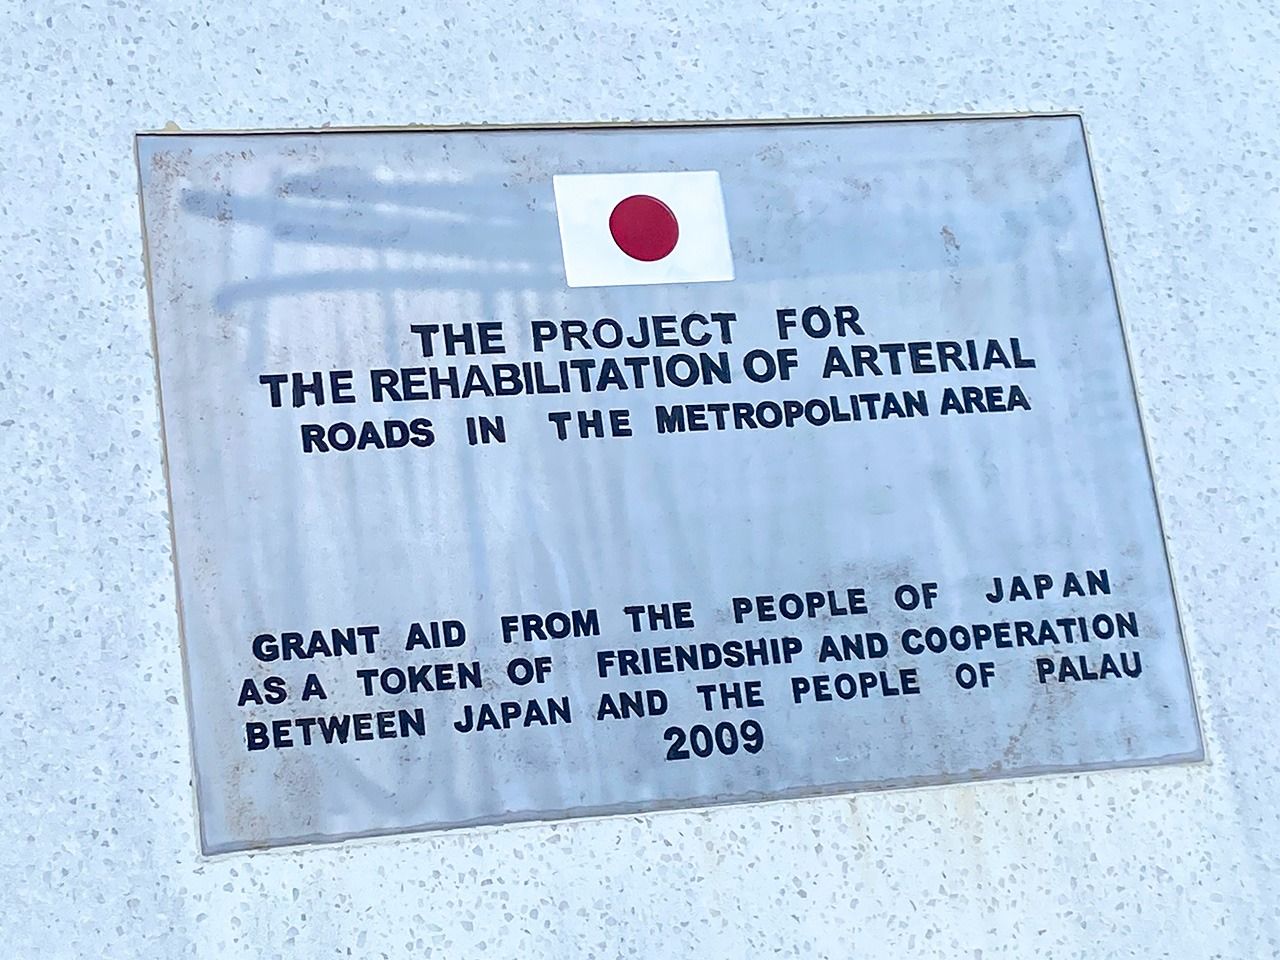 THE PROJECT FOR
THE REHABILITATION OF ARTERIAL
ROADS IN THE METROPOLITAN AREA
GRANT AID FROM THE PEOPLE OF JAPAN
AS A TOKEN OF FRIENDSHIP AND COOPERATION
BETWEEN JAPAN AND THE PEOPLE OF PALAU
2009